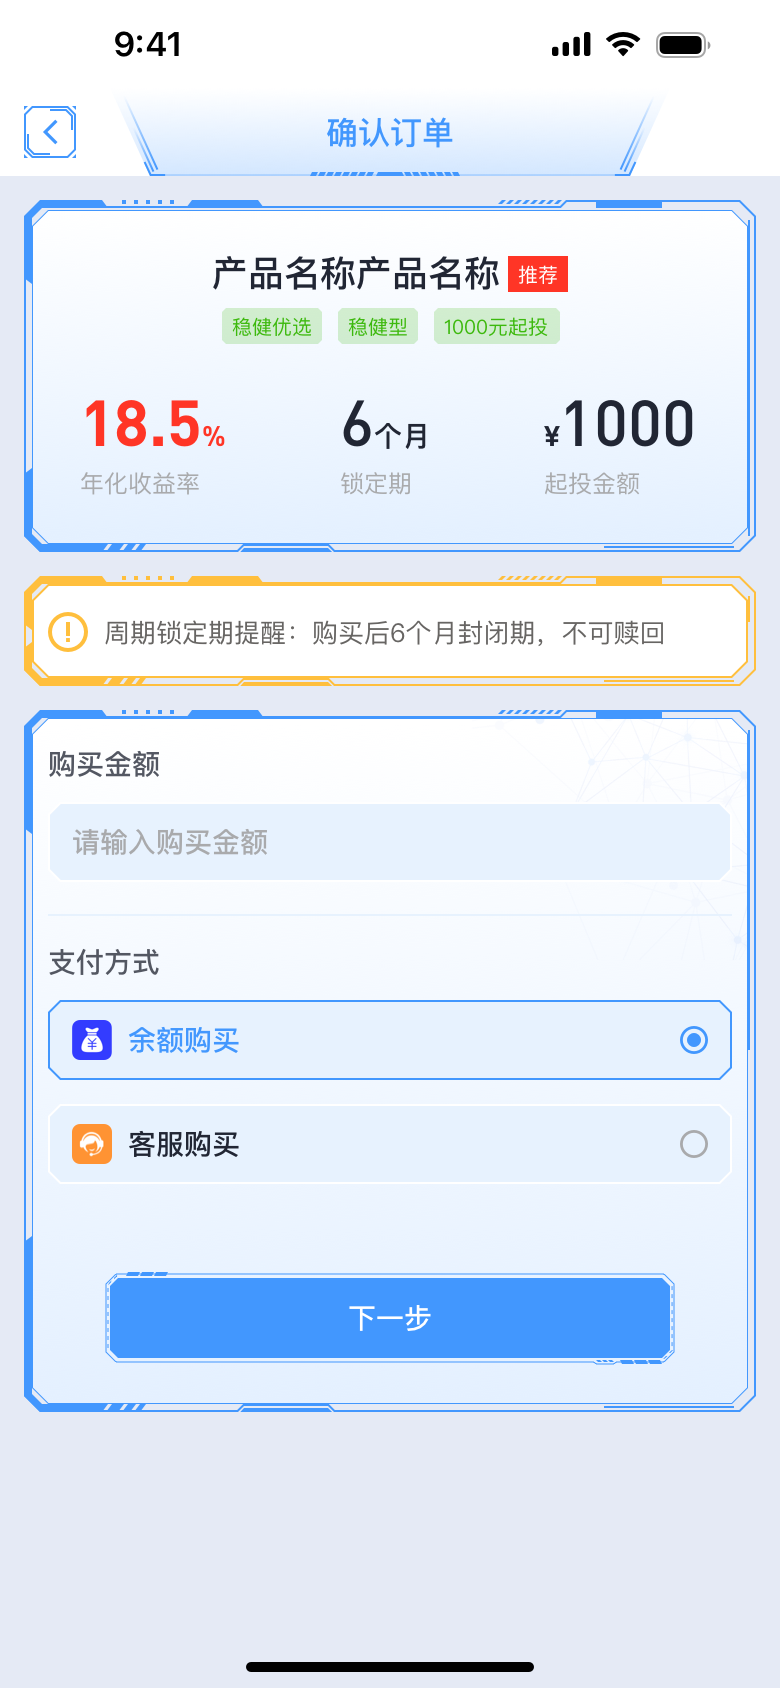 9:41
确认订单
产品名称产品名称 推荐
稳健优选 稳健型 1000元起投
18.5% 6个月 ¥1000
年化收益率 锁定期 起投金额
周期锁定期提醒：购买后6个月封闭期，不可赎回
购买金额
请输入购买金额
支付方式
余额购买
客服购买
下一步